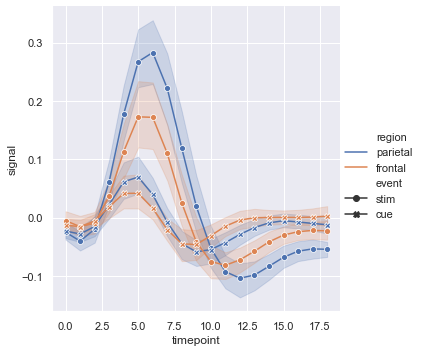 0.3
0.2
0.1
0.0
−0.1
signal
0.0
2.5
5.0
7.5
10.0
12.5
15.0
17.5
timepoint
region
parietal
frontal
event
stim
cue